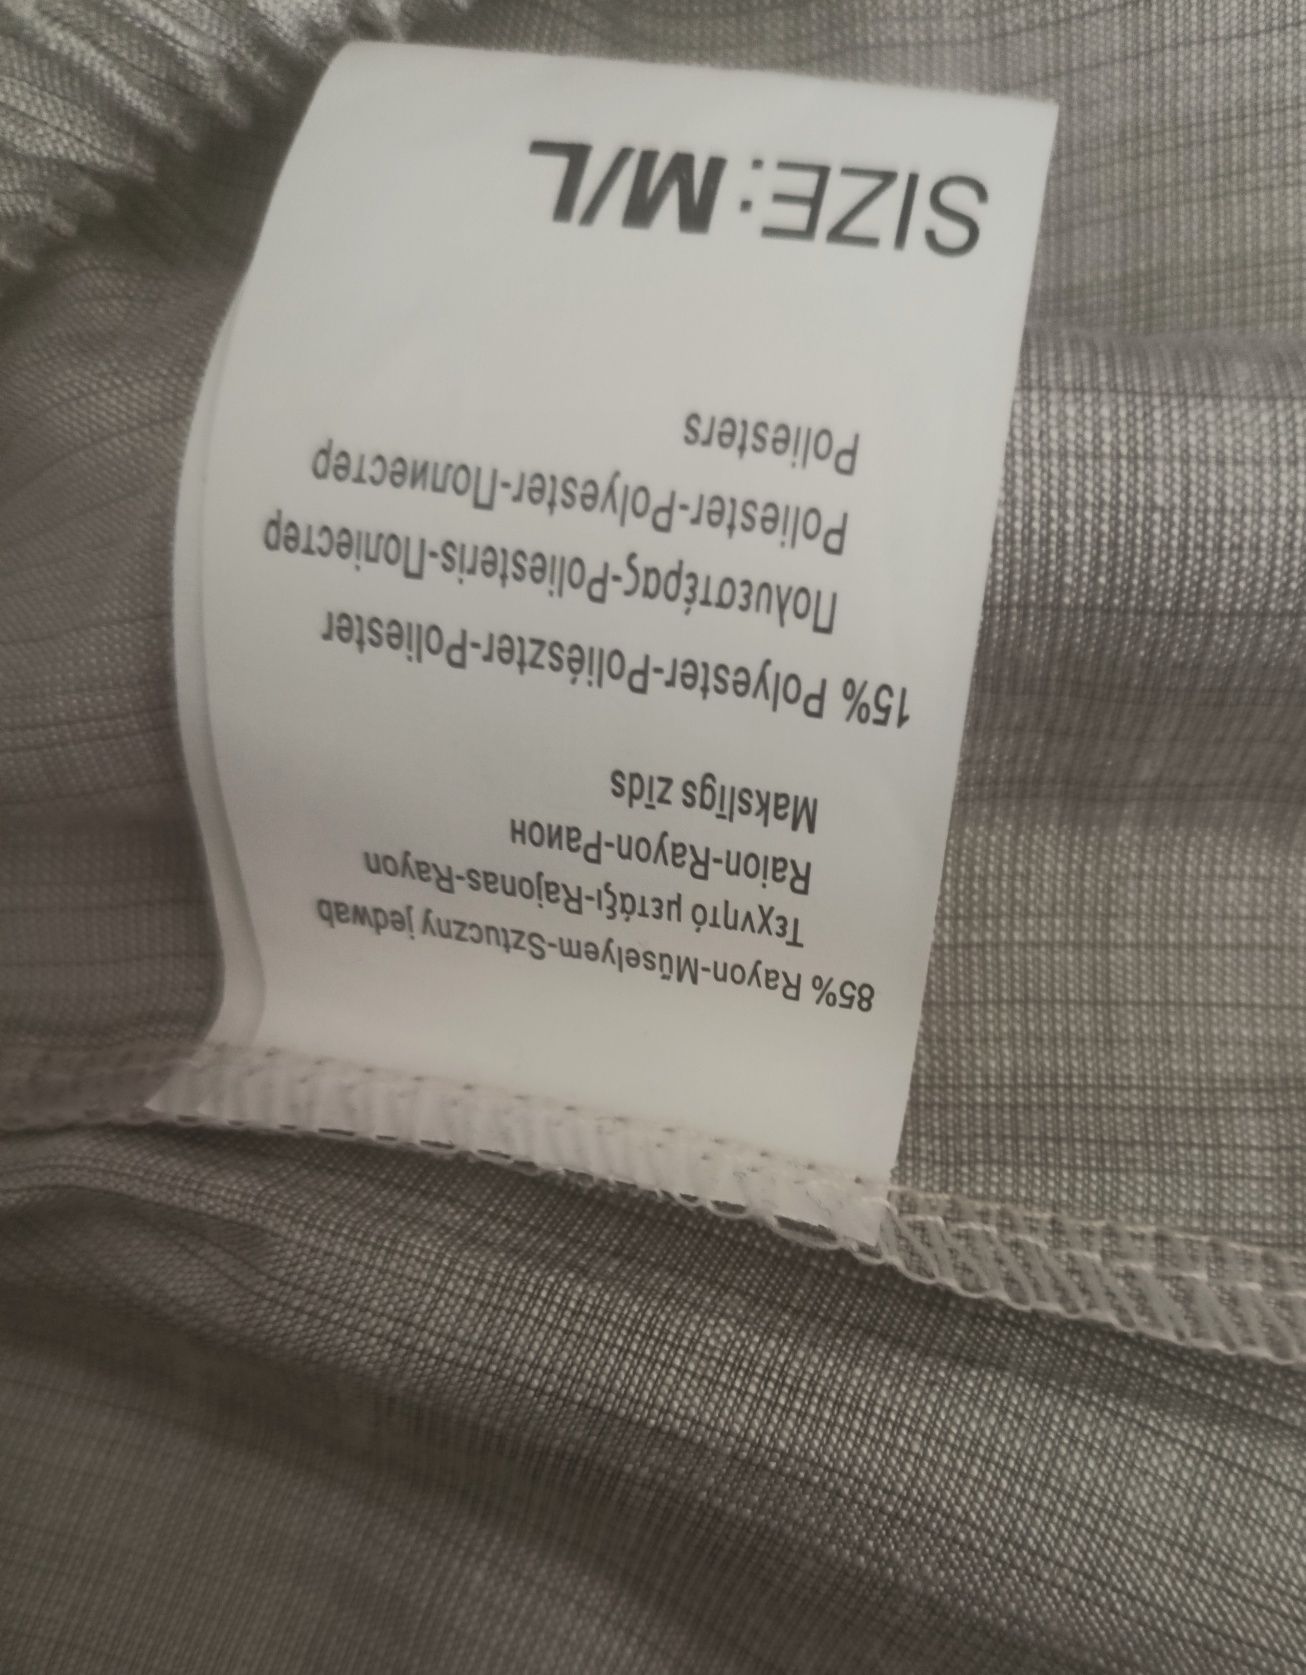 85% Rayon-Műselyem-Sztuczny jedwab
Τεχνητό μετάξι-Rajonas-Rayon
Raion-Rayon-Район
Makslīgs zīds
15% Polyester-Poliészter-Poliester
Πολυεστέρας-Poliesteris-Поліестер
Poliester-Polyester-Полиестер
Poliesters
SIZE: M/L